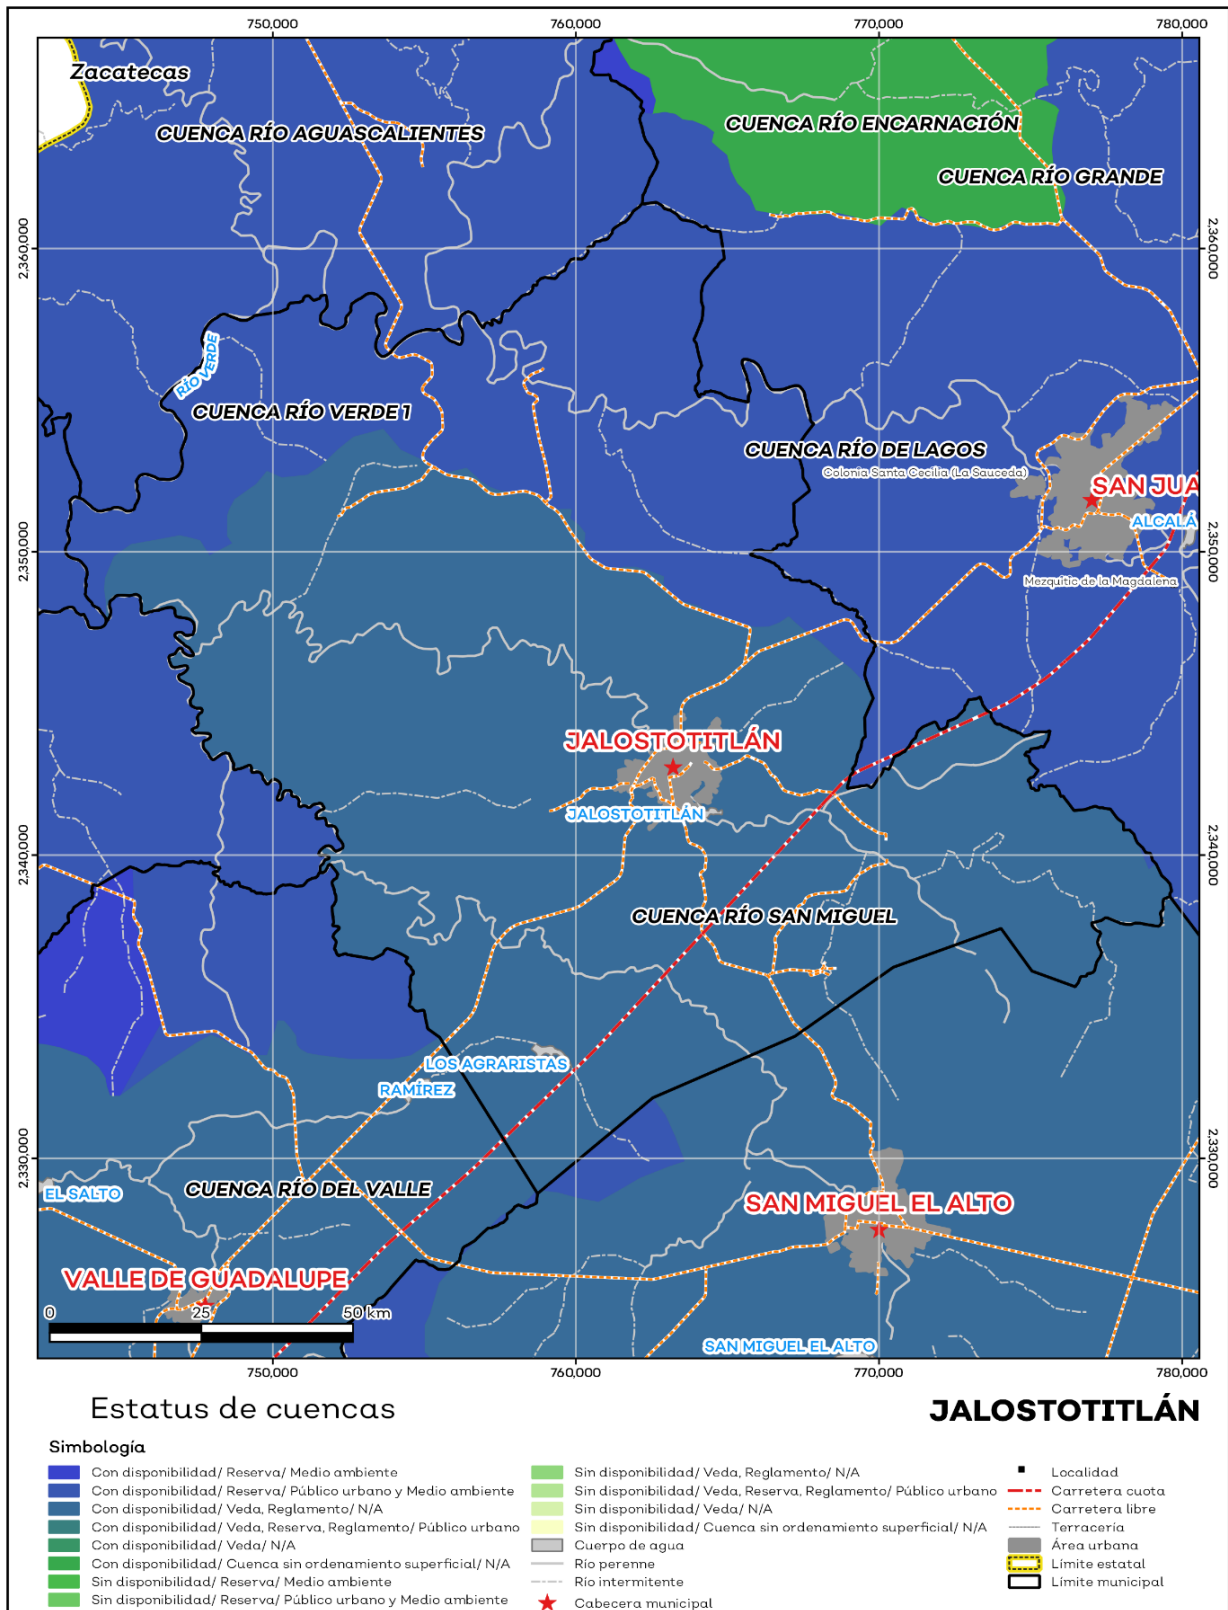 750,000 760,000 770,000 780,000
Zacatecas
CUENCA RÍO AGUASCALIENTES
CUENCA RÍO ENCARNACIÓN
CUENCA RÍO GRANDE
2,360,000 2,360,000
RÍO VERDE
CUENCA RÍO VERDE 1
CUENCA RÍO DE LAGOS
Colonia Santa Cecilia (La Sauceda)
SAN JUA
ALCALÁ
2,350,000 2,350,000
Mezquitic de la Magdalena
JALOSTOTITLÁN
JALOSTOTITLÁN
2,340,000 2,340,000
CUENCA RÍO SAN MIGUEL
LOS AGRARISTAS
RAMÍREZ
2,330,000 2,330,000
EL SALTO
CUENCA RÍO DEL VALLE
SAN MIGUEL EL ALTO
VALLE DE GUADALUPE
0 25 50 km
SAN MIGUEL EL ALTO
750,000 760,000 770,000 780,000
Estatus de cuencas
JALOSTOTITLÁN
Simbología
Con disponibilidad/ Reserva/ Medio ambiente
Con disponibilidad/ Reserva/ Público urbano y Medio ambiente
Con disponibilidad/ Veda, Reglamento/ N/A
Con disponibilidad/ Veda, Reserva, Reglamento/ Público urbano
Con disponibilidad/ Veda/ N/A
Con disponibilidad/ Cuenca sin ordenamiento superficial/ N/A
Sin disponibilidad/ Reserva/ Medio ambiente
Sin disponibilidad/ Reserva/ Público urbano y Medio ambiente
Sin disponibilidad/ Veda, Reglamento/ N/A
Sin disponibilidad/ Veda, Reserva, Reglamento/ Público urbano
Sin disponibilidad/ Veda/ N/A
Sin disponibilidad/ Cuenca sin ordenamiento superficial/ N/A
Cuerpo de agua
Río perenne
Río intermitente
Cabecera municipal
Localidad
Carretera cuota
Carretera libre
Terracería
Área urbana
Límite estatal
Límite municipal